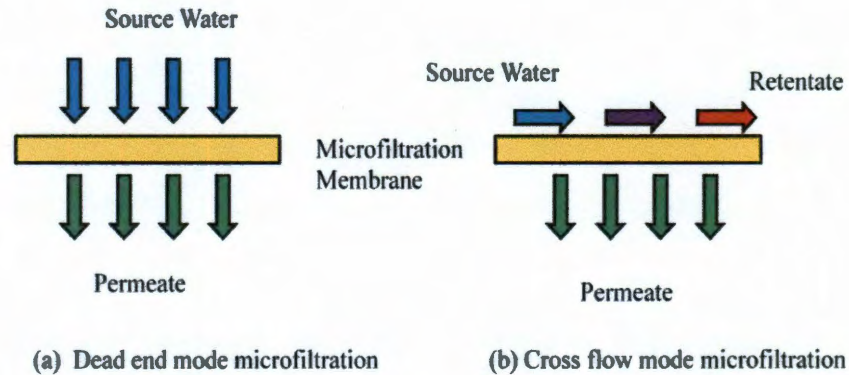 Source Water
Source Water
Retentate
Microfiltration
Membrane
Permeate
Permeate
(a) Dead end mode microfiltration
(b) Cross flow mode microfiltration